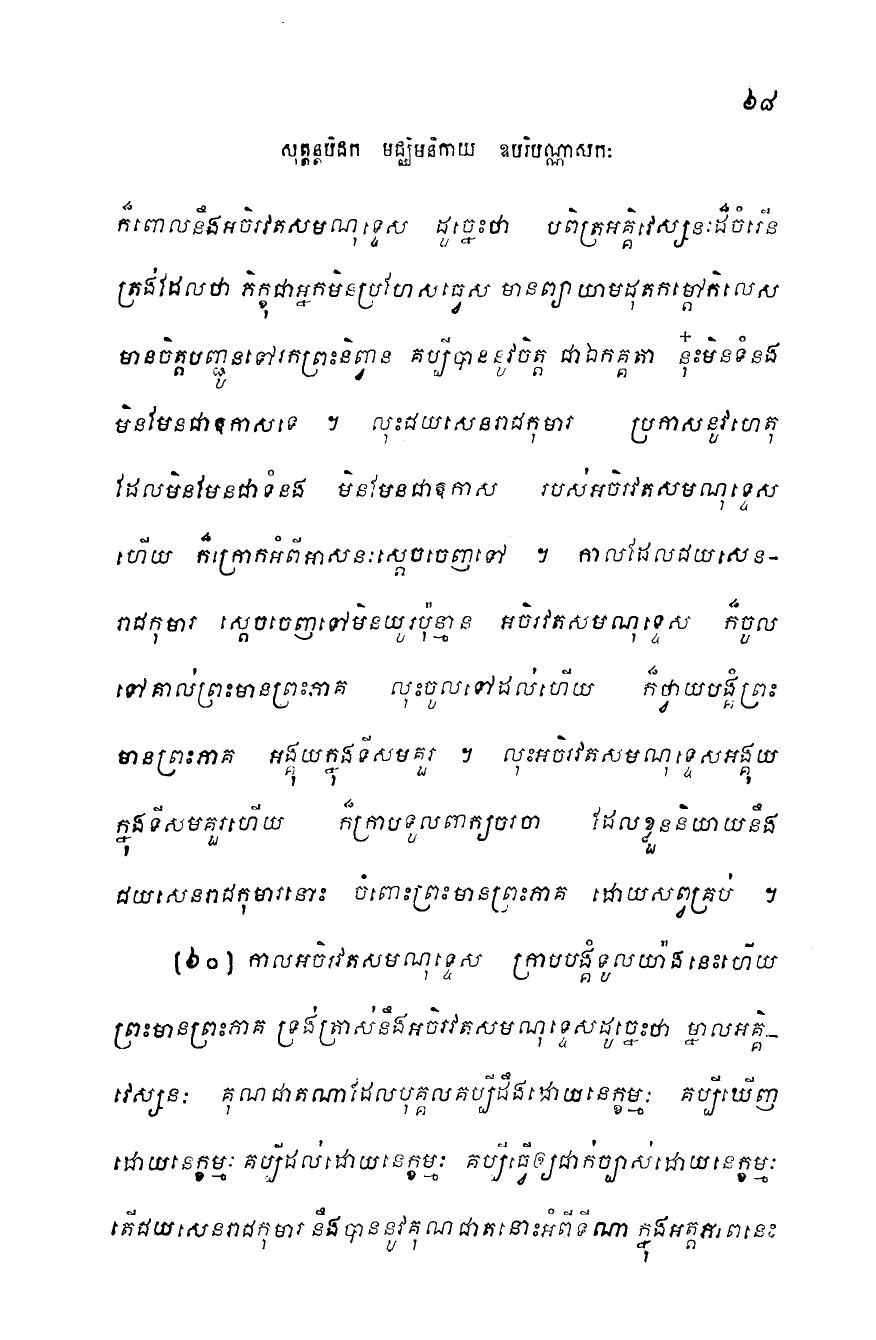 ៦៨
សុត្តន្តបិដក មជ្ឈិមនិកាយ ឧបរិបណ្ណាសកៈ
ក៏ពោលនឹងអចិរវតសមណុទ្ទេស ដូច្នេះថា បពិត្រអគ្គិវេស្សនៈដ៏ចំរើន
ត្រង់ដែលថា ភិក្ខុជាអ្នកមិនប្រហែសធ្វេស មានព្យាយាមដុតកម្តៅកិលេស
មានចិត្តបញ្ជូនទៅរកព្រះនិព្វាន គប្បីបាននូវចិត្ត ជាឯកគ្គតា នុ៎ះមិនទំនង
មិនមែនជាឱកាសទេ ។ លុះជយសេនរាជកុមារ ប្រកាសនូវហេតុ
ដែលមិនមែនជាទំនង មិនមែនជាឱកាស របស់អចិរវតសមណុទ្ទេស
ហើយ ក៏ក្រោកអំពីអាសនៈស្តេចចេញទៅ ។ កាលដែលជយសេន-
រាជកុមារ ស្តេចចេញទៅមិនយូរប៉ុន្មាន អចិរវតសមណុទ្ទេស ក៏ចូល
ទៅគាល់ព្រះមានព្រះភាគ លុះចូលទៅដល់ហើយ ក៏ថ្វាយបង្គំព្រះ
មានព្រះភាគ អង្គុយក្នុងទីសមគួរ ។ លុះអចិរវតសមណុទ្ទេសអង្គុយ
ក្នុងទីសមគួរហើយ ក៏ក្រាបទូលពាក្យចរចា ដែលខ្លួននិយាយនឹង
ជយសេនរាជកុមារនោះ ចំពោះព្រះមានព្រះភាគ ដោយសព្វគ្រប់ ។
(៦០) កាលអចិរវតសមណុទ្ទេស ក្រាបបង្គំទូលយ៉ាងនេះហើយ
ព្រះមានព្រះភាគ ទ្រង់ត្រាស់នឹងអចិរវតសមណុទ្ទេសដូច្នេះថា ម្នាលអគ្គិ-
វេស្សនៈ គុណជាតណាដែលបុគ្គលគប្បីដឹងដោយនេក្ខម្មៈ គប្បីឃើញ
ដោយនេក្ខម្មៈ គប្បីដល់ដោយនេក្ខម្មៈ គប្បីធ្វើឲ្យជាក់ច្បាស់ដោយនេក្ខម្មៈ
តើជយសេនរាជកុមារ នឹងបាននូវគុណជាតនោះអំពីទីណា ក្នុងអត្តភាពនេះ